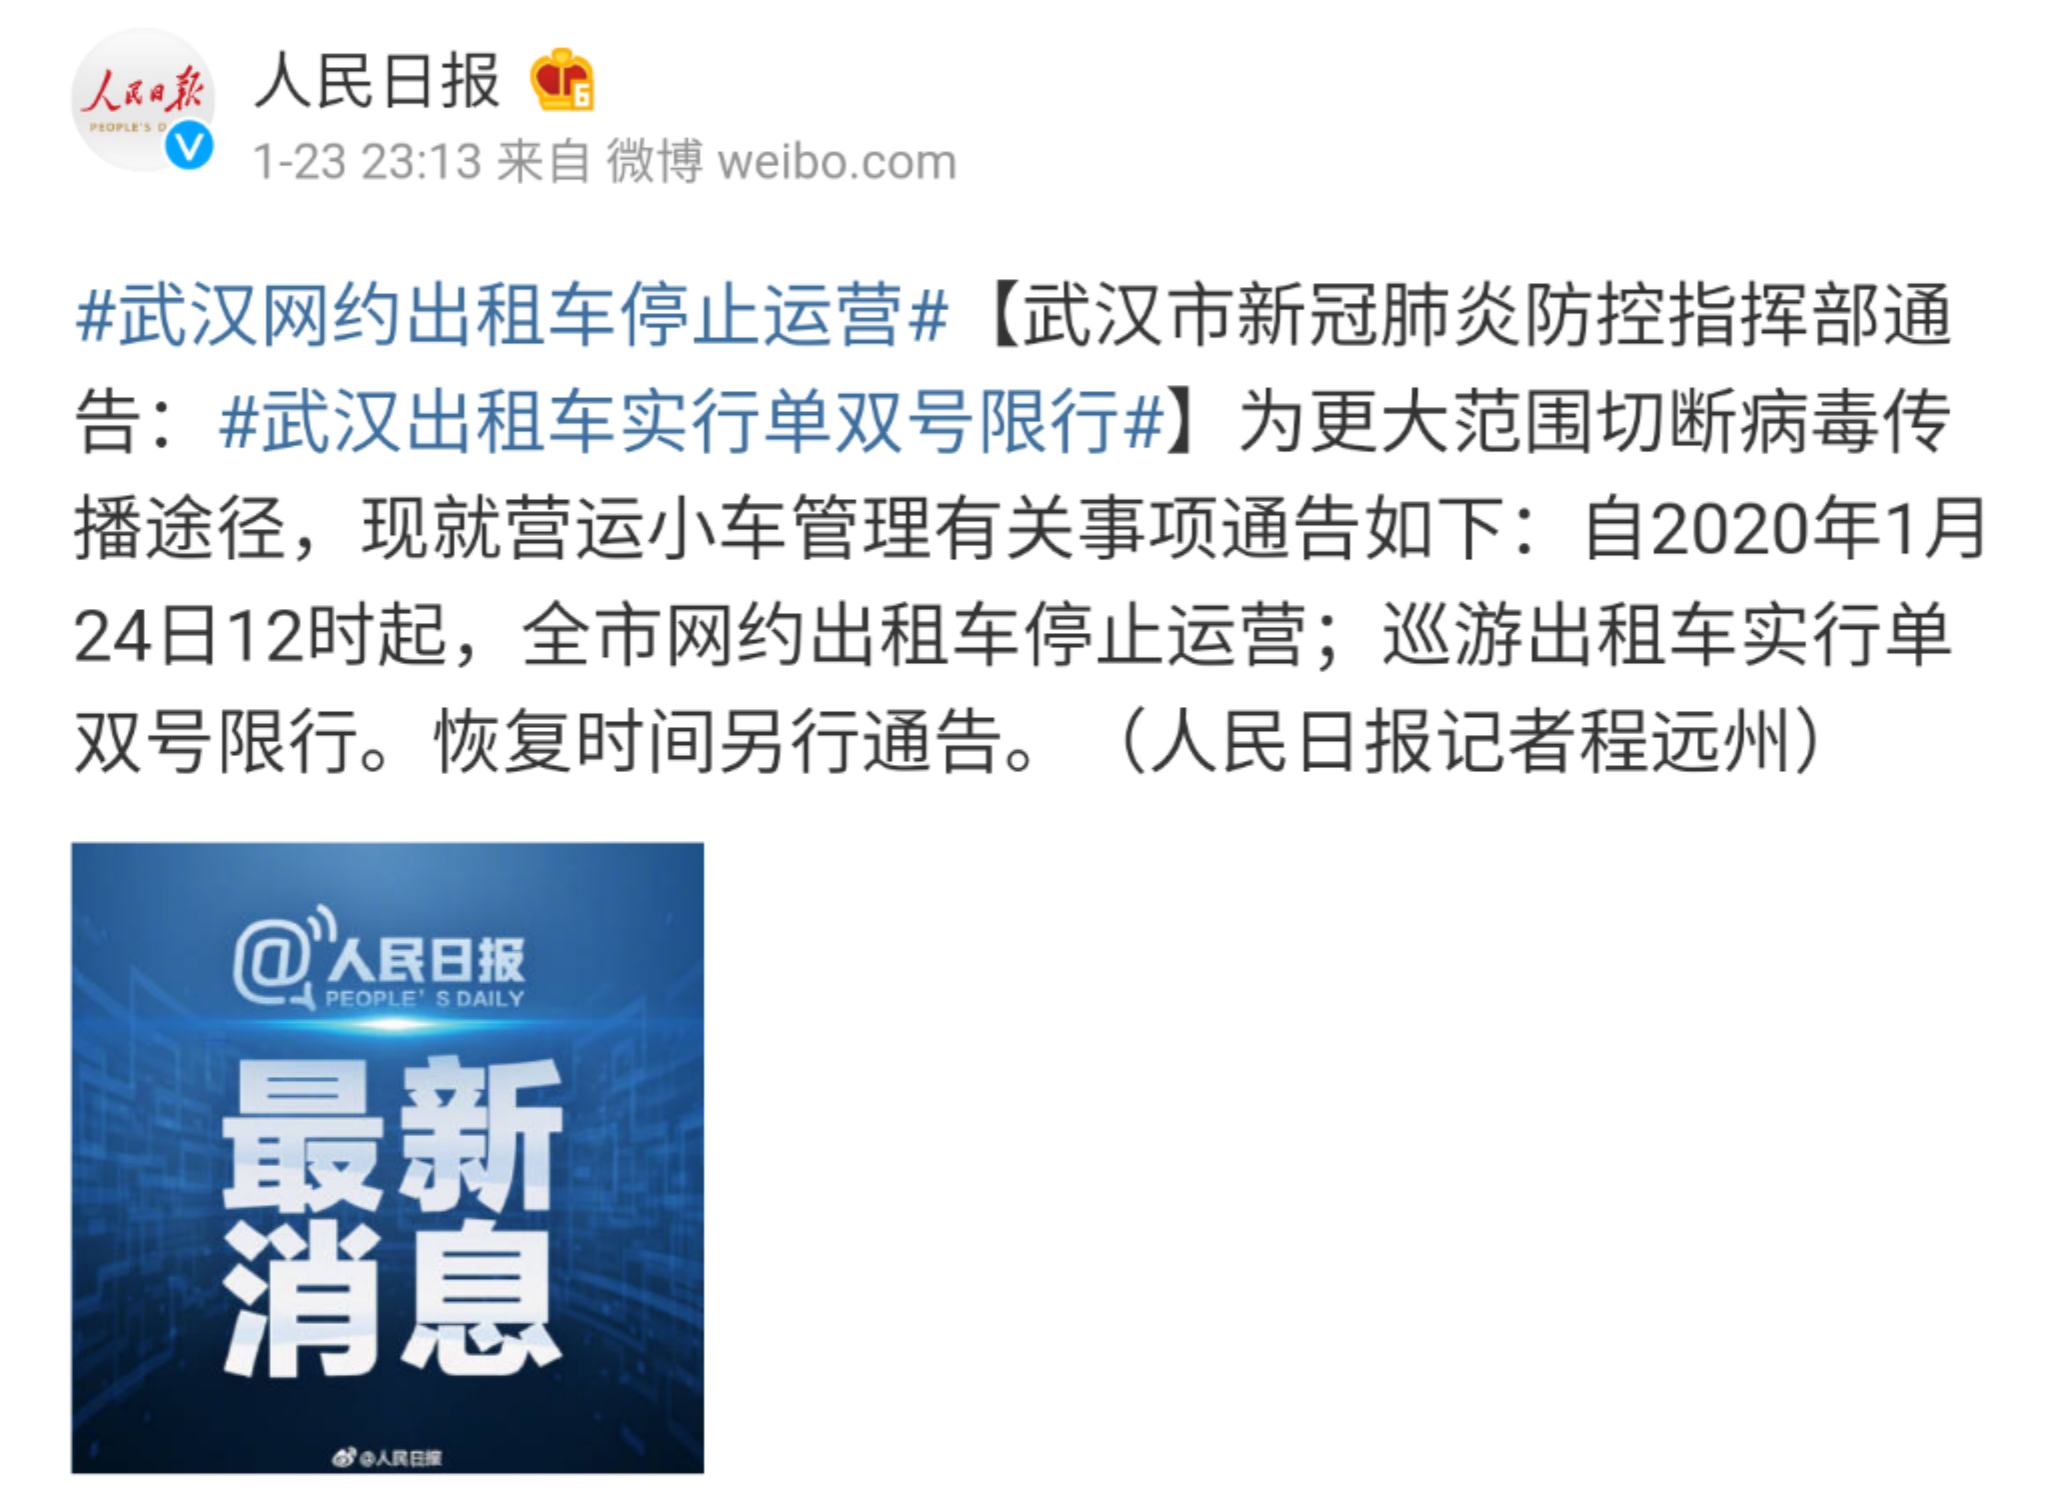 人民日报
PEOPLE'S D
人民日报
1-23 23:13 来自 微博 weibo.com
#武汉网约出租车停止运营#【武汉市新冠肺炎防控指挥部通
告：#武汉出租车实行单双号限行#】为更大范围切断病毒传
播途径，现就营运小车管理有关事项通告如下：自2020年1月
24日12时起，全市网约出租车停止运营；巡游出租车实行单
双号限行。恢复时间另行通告。（人民日报记者程远州）
@人民日报
PEOPLE'S DAILY
最新
消息
@人民日报